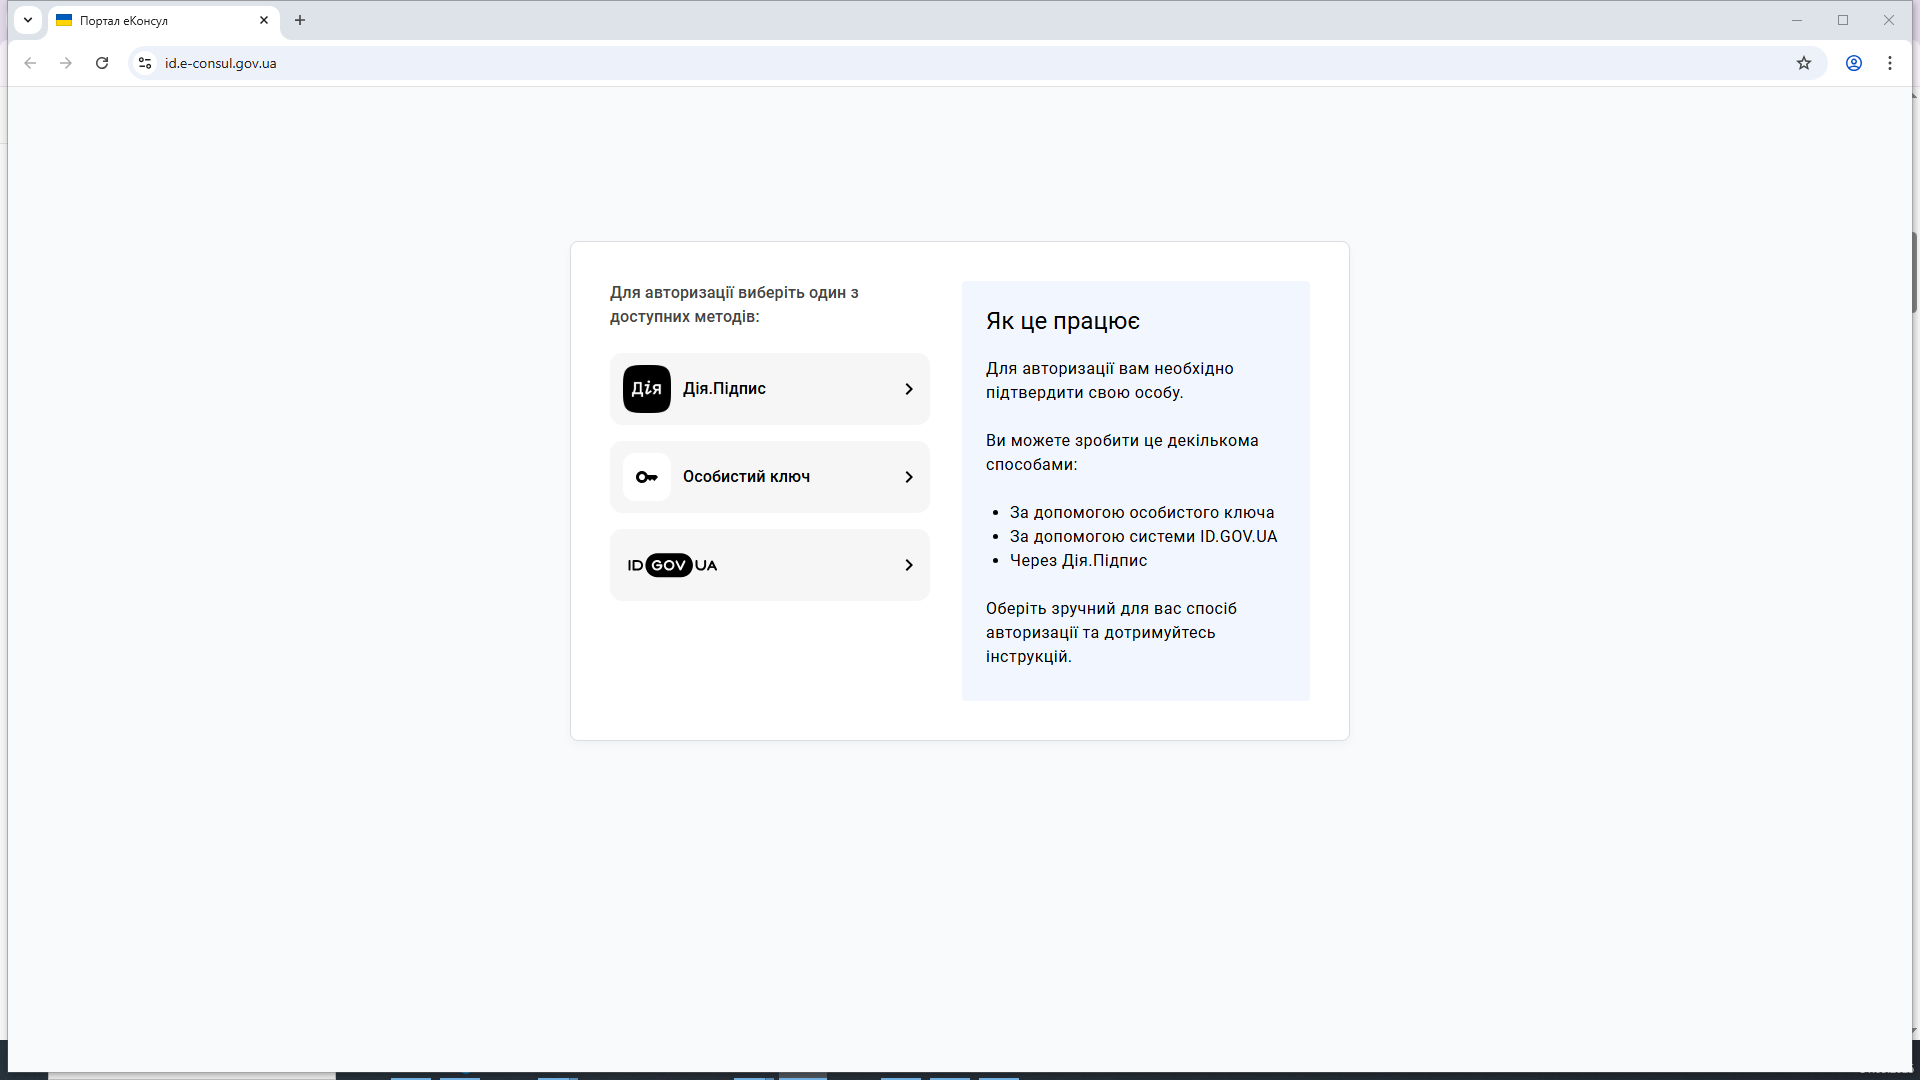 Портал еКонсул
id.e-consul.gov.ua
Для авторизації виберіть один з
доступних методів:
Дія Дія.Підпис
Особистий ключ
ID GOV UA
Як це працює
Для авторизації вам необхідно
підтвердити свою особу.
Ви можете зробити це декількома
способами:
За допомогою особистого ключа
За допомогою системи ID.GOV.UA
Через Дія.Підпис
Оберіть зручний для вас спосіб
авторизації та дотримуйтесь
інструкцій.